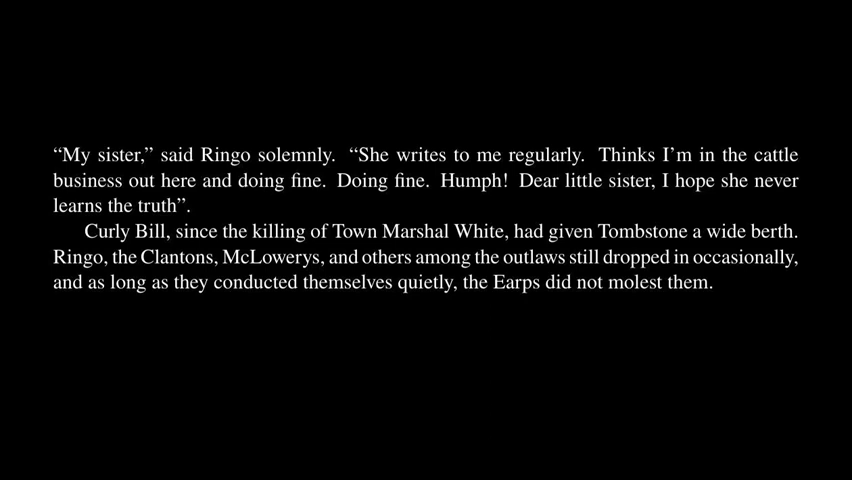 “My sister,” said Ringo solemnly. “She writes to me regularly. Thinks I’m in the cattle
business out here and doing fine. Doing fine. Humph! Dear little sister, I hope she never
learns the truth”.
Curly Bill, since the killing of Town Marshal White, had given Tombstone a wide berth.
Ringo, the Clantons, McLowerys, and others among the outlaws still dropped in occasionally,
and as long as they conducted themselves quietly, the Earps did not molest them.